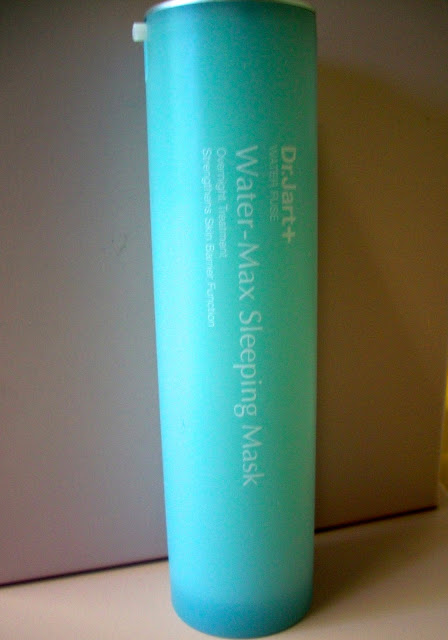 Dr.Jart+
WATER FUSE
Water-Max Sleeping Mask
Overnight Treatment
Strengthens Skin Barrier Function